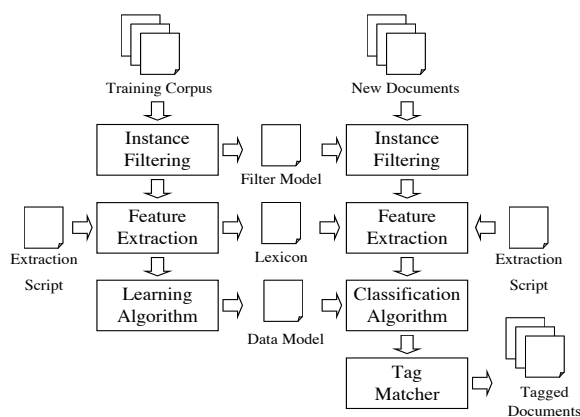 Training Corpus
New Documents
Instance
Filtering
Instance
Filtering
Filter Model
Feature
Extraction
Feature
Extraction
Extraction
Script
Lexicon
Extraction
Script
Learning
Algorithm
Classification
Algorithm
Data Model
Tag
Matcher
Tagged
Documents